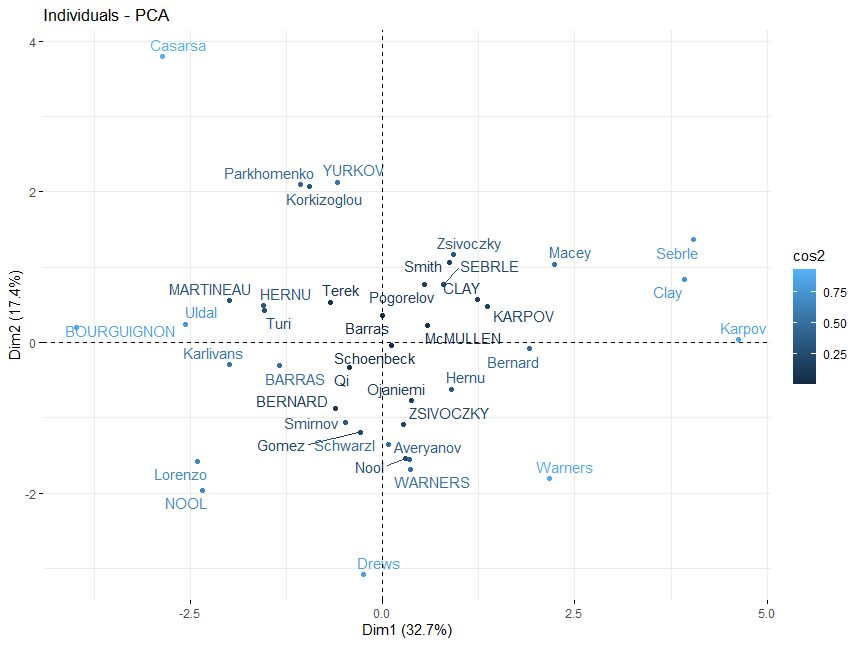 Individuals - PCA
Casarsa
4
Parkhomenko
YURKOV
2
Korkizoglou
Zsivoczky
Macey
Sebrle
Smith
SEBRLE
MARTINEAU
HERNU
Terek
Pogorelov
CLAY
Clay
Uldal
Turi
KARPOV
BOURGUIGNON
Barras
McMULLEN
Karpov
0
Karlivans
Schoenbeck
Bernard
BARRAS
Qi
Ojaniemi
Hernu
BERNARD
ZSIVOCZKY
Smirnov
Gomez
Schwarzl
Averyanov
Nool
Warners
Lorenzo
WARNERS
-2
NOOL
Drews
-2.5
0.0
2.5
5.0
Dim1 (32.7%)
Dim2 (17.4%)
cos2
0.75
0.50
0.25